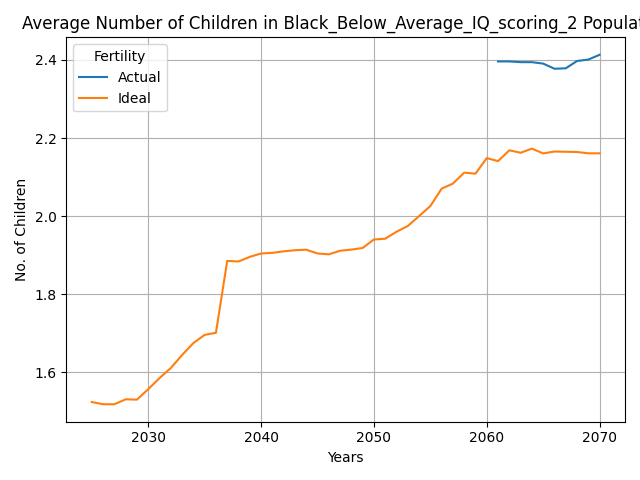 Average Number of Children in Black_Below_Average_IQ_scoring_2 Populat
Fertility
Actual
Ideal
No. of Children
2.4
2.2
2.0
1.8
1.6
2030 2040 2050 2060 2070
Years